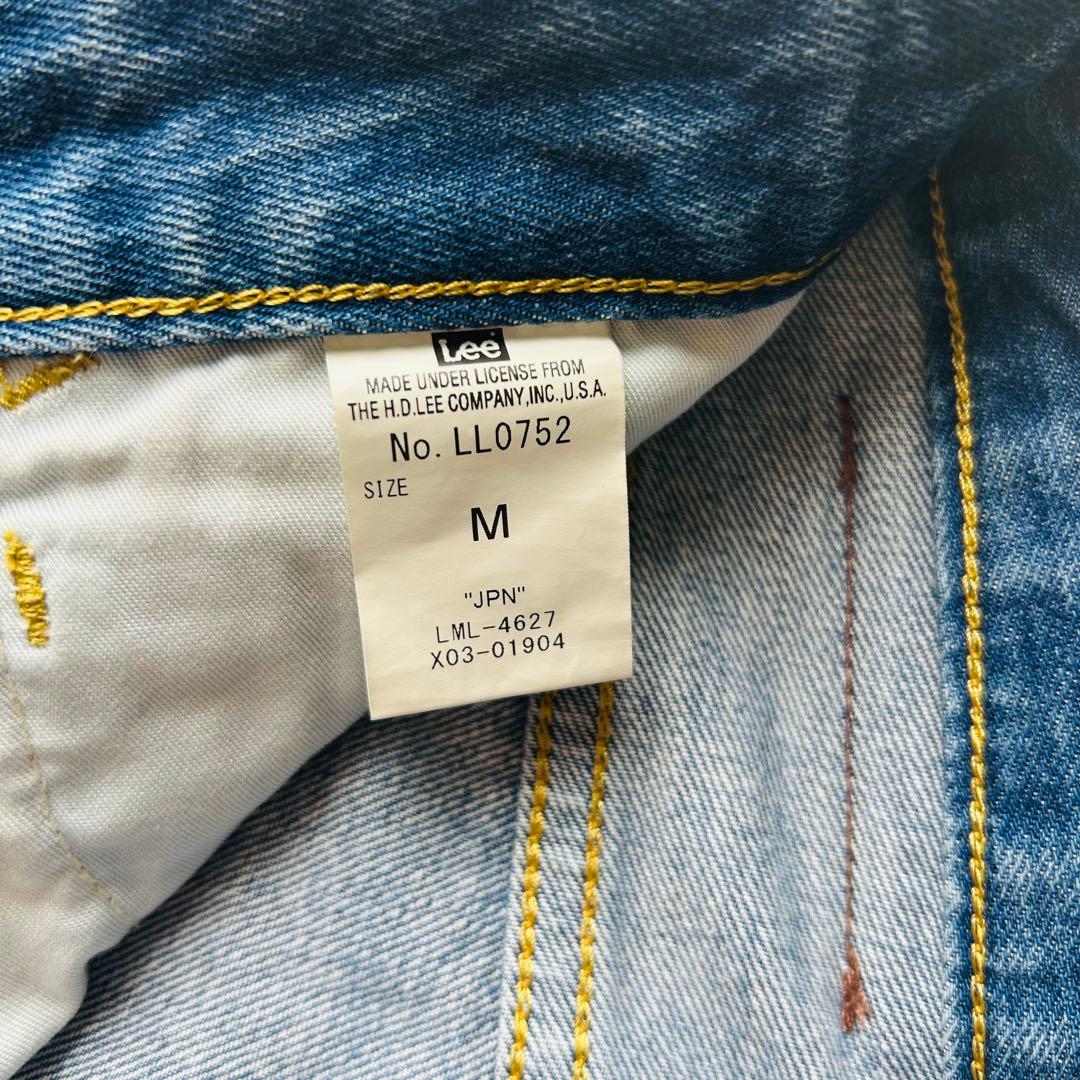 Lee
MADE UNDER LICENSE FROM
THE H.D.LEE COMPANY,INC.,U.S.A.
No. LL0752
SIZE
M
"JPN"
LML-4627
X03-01904